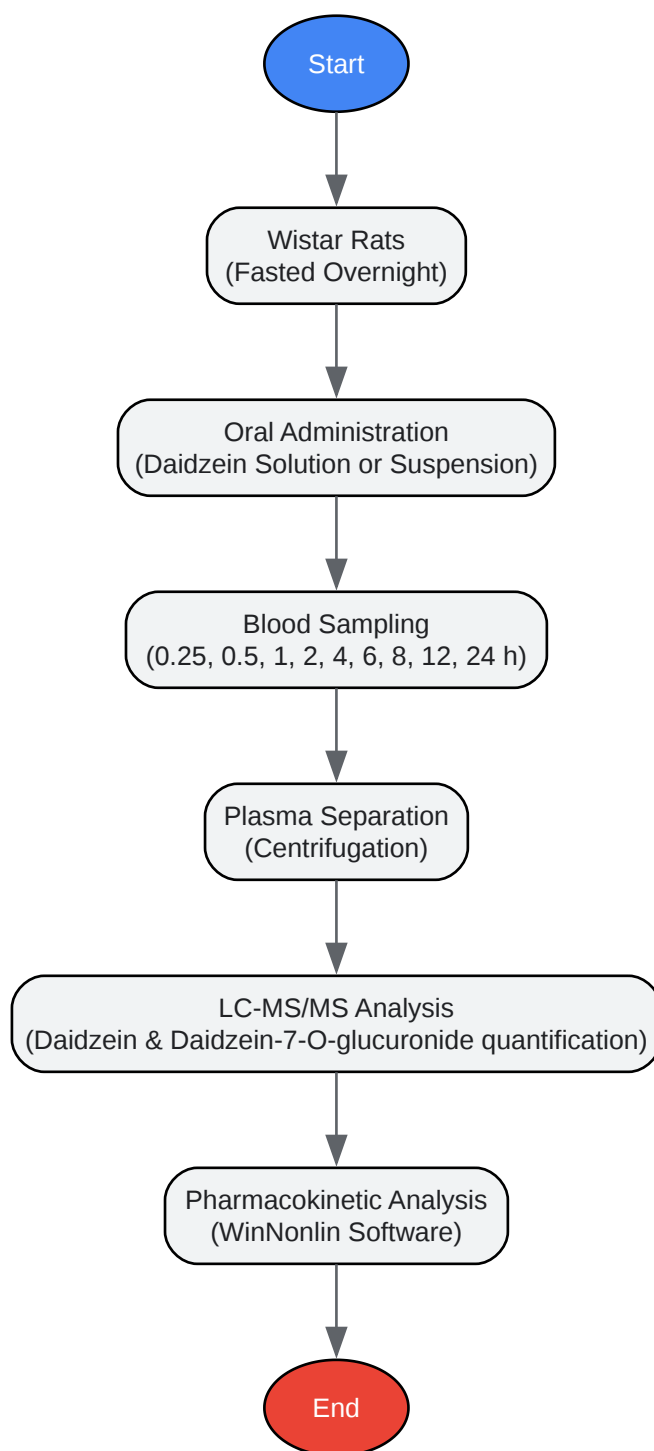 Start
Wistar Rats
(Fasted Overnight)
Oral Administration
(Daidzein Solution or Suspension)
Blood Sampling
(0.25, 0.5, 1, 2, 4, 6, 8, 12, 24 h)
Plasma Separation
(Centrifugation)
LC-MS/MS Analysis
(Daidzein & Daidzein-7-O-glucuronide quantification)
Pharmacokinetic Analysis
(WinNonlin Software)
End